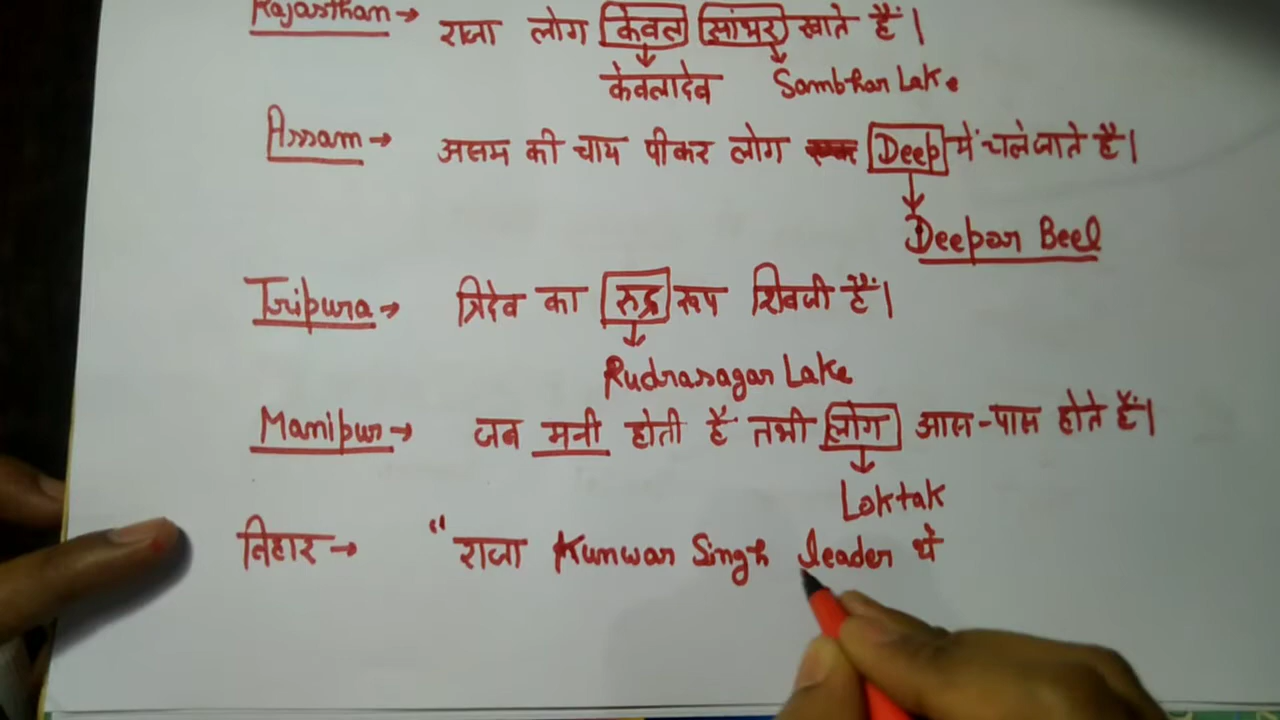 Rajasthan→ राजा लोग केवल सांभर खाते हैं।
केवलादेव Sambhar Lake
Assam→ असम की चाय पीकर लोग Deep में चले जाते हैं।
Deepar Beel
Tripura→ त्रिदेव का रुद्र रूप शिवजी हैं।
Rudrasagar Lake
Manipur→ जब मनी होती हैं तभी लोग आस-पास होते हैं।
Loktak
बिहार→ "राजा Kunwar Singh leader थे